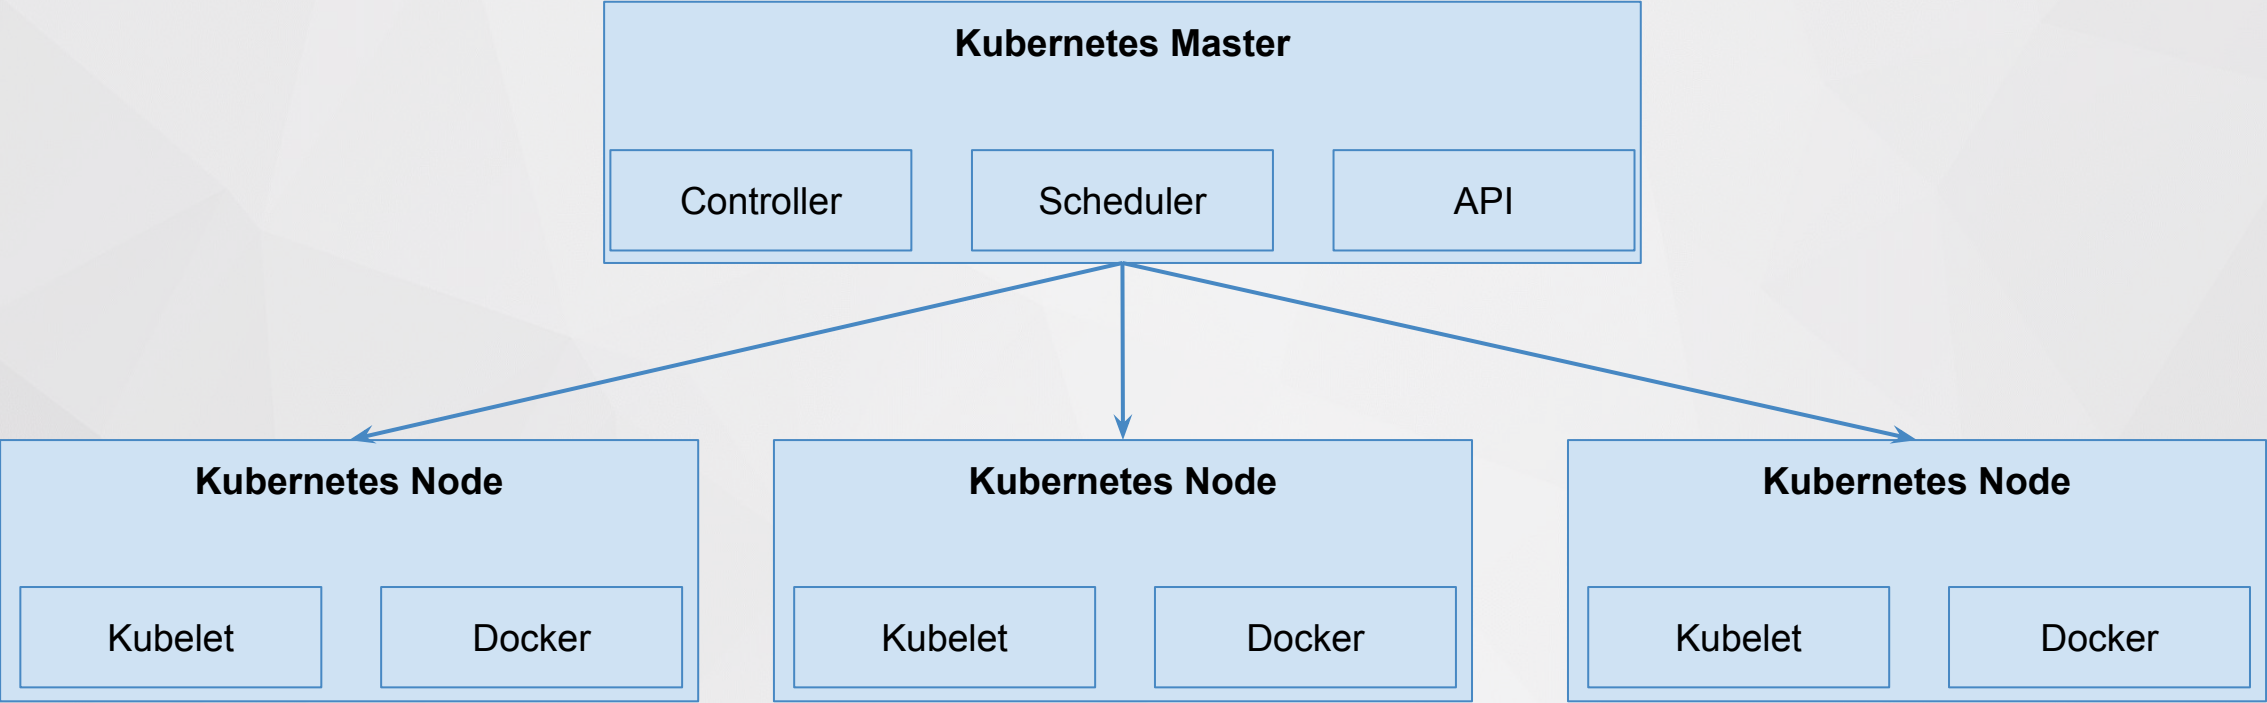 Kubernetes Master
Controller
Scheduler
API
Kubernetes Node
Kubelet
Docker
Kubernetes Node
Kubelet
Docker
Kubernetes Node
Kubelet
Docker